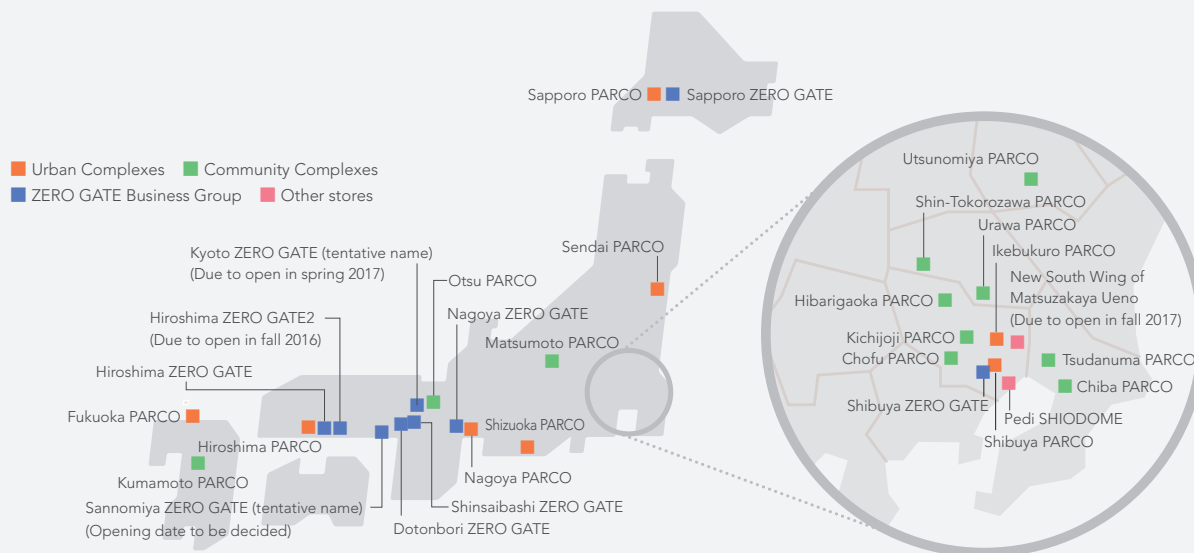 Sapporo PARCO
Sapporo ZERO GATE
Urban Complexes
Community Complexes
ZERO GATE Business Group
Other stores
Kyoto ZERO GATE (tentative name)
(Due to open in spring 2017)
Otsu PARCO
Sendai PARCO
Hiroshima ZERO GATE2
(Due to open in fall 2016)
Nagoya ZERO GATE
Matsumoto PARCO
Hiroshima ZERO GATE
Fukuoka PARCO
Hiroshima PARCO
Shizuoka PARCO
Kumamoto PARCO
Nagoya PARCO
Sannomiya ZERO GATE (tentative name)
(Opening date to be decided)
Shinsaibashi ZERO GATE
Dotonbori ZERO GATE
Utsunomiya PARCO
Shin-Tokorozawa PARCO
Urawa PARCO
Ikebukuro PARCO
New South Wing of
Matsuzakaya Ueno
(Due to open in fall 2017)
Hibarigaoka PARCO
Kichijoji PARCO
Chofu PARCO
Tsudanuma PARCO
Chiba PARCO
Shibuya ZERO GATE
Pedi SHIODOME
Shibuya PARCO